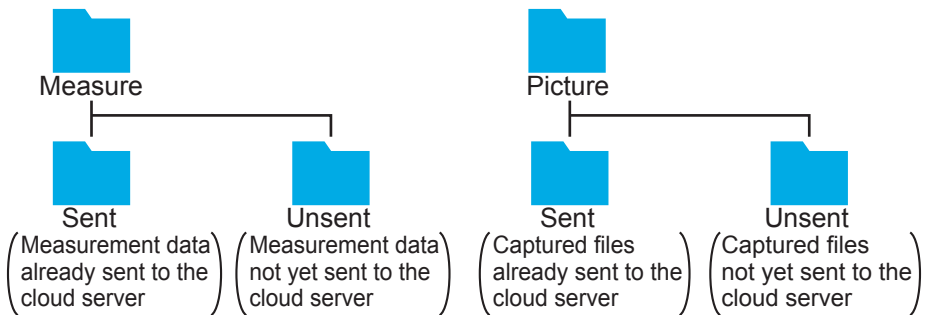 Measure
Picture
Sent
Unsent
Sent
Unsent
Measurement data
already sent to the
cloud server
Measurement data
not yet sent to the
cloud server
Captured files
already sent to the
cloud server
Captured files
not yet sent to the
cloud server